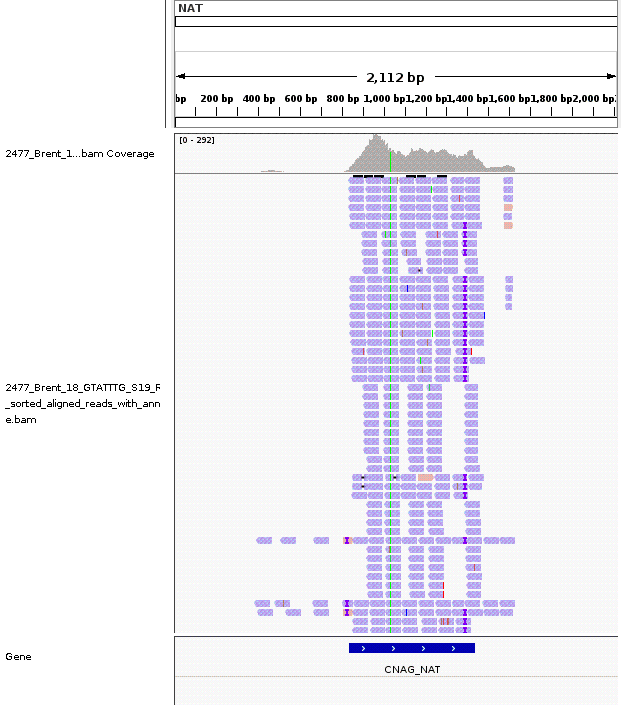 NAT
2,112 bp
bp 200 bp 400 bp 600 bp 800 bp 1,000 bp 1,200 bp 1,400 bp 1,600 bp 1,800 bp 2,000 bp
[0 - 292]
2477_Brent_1...bam Coverage
2477_Brent_18_GTATTTG_S19_R
_sorted_aligned_reads_with_ann
e.bam
Gene
CNAG_NAT